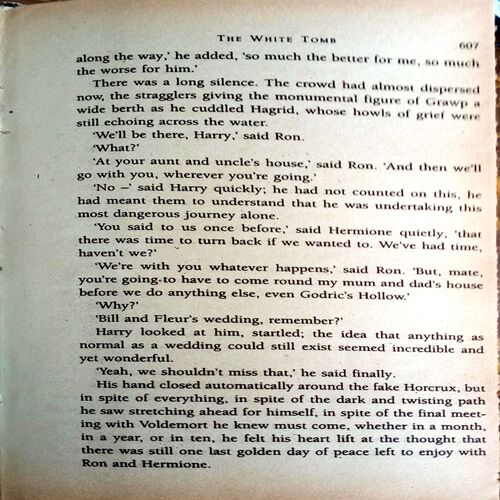 THE WHITE TOMB 607
along the way,' he added, 'so much the better for me, so much
the worse for him.'
There was a long silence. The crowd had almost dispersed
now, the stragglers giving the monumental figure of Grawp a
wide berth as he cuddled Hagrid, whose howls of grief were
still echoing across the water.
'We'll be there, Harry,' said Ron.
'What?'
'At your aunt and uncle's house,' said Ron. 'And then we'll
go with you, wherever you're going.'
'No –' said Harry quickly; he had not counted on this, he
had meant them to understand that he was undertaking this
most dangerous journey alone.
'You said to us once before,' said Hermione quietly, 'that
there was time to turn back if we wanted to. We've had time,
haven't we?'
'We're with you whatever happens,' said Ron. 'But, mate,
you're going to have to come round my mum and dad's house
before we do anything else, even Godric's Hollow.'
'Why?'
'Bill and Fleur's wedding, remember?'
Harry looked at him, startled; the idea that anything as
normal as a wedding could still exist seemed incredible and
yet wonderful.
'Yeah, we shouldn't miss that,' he said finally.
His hand closed automatically around the fake Horcrux, but
in spite of everything, in spite of the dark and twisting path
he saw stretching ahead for himself, in spite of the final meet-
ing with Voldemort he knew must come, whether in a month,
in a year, or in ten, he felt his heart lift at the thought that
there was still one last golden day of peace left to enjoy with
Ron and Hermione.